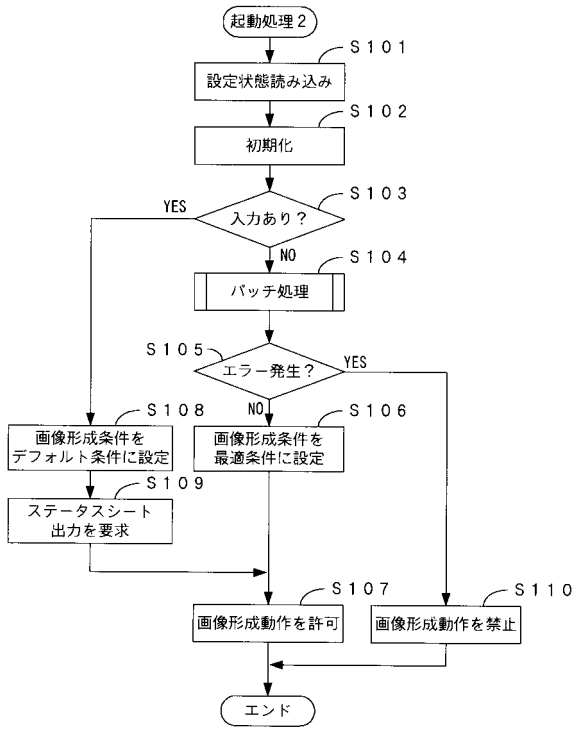 起動処理2
S101
設定状態読み込み
S102
初期化
S103
YES
入力あり?
NO
S104
パッチ処理
S105
エラー発生?
YES
NO
S108
S106
画像形成条件を
デフォルト条件に設定
画像形成条件を
最適条件に設定
S109
ステータスシート
出力を要求
S107
S110
画像形成動作を許可
画像形成動作を禁止
エンド